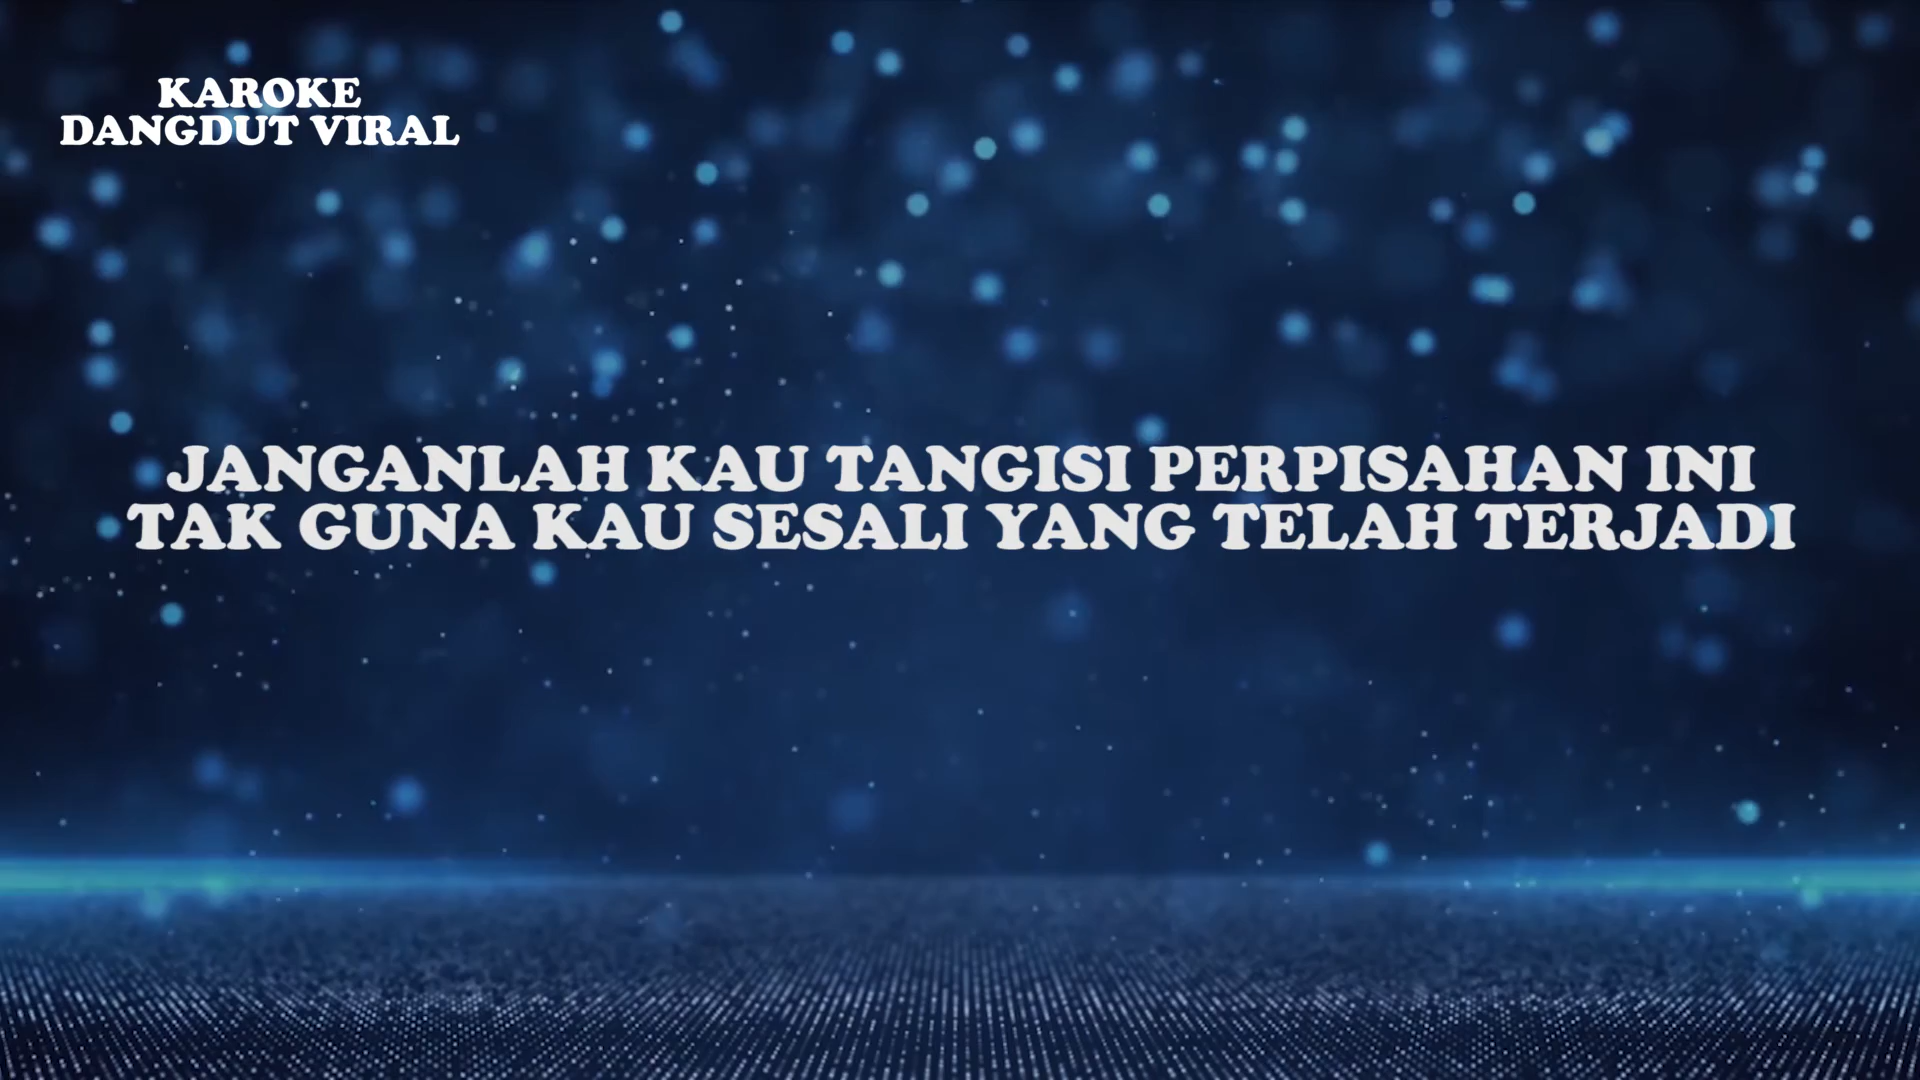 KAROKE
DANGDUT VIRAL
JANGANLAH KAU TANGISI PERPISAHAN INI
TAK GUNA KAU SESALI YANG TELAH TERJADI